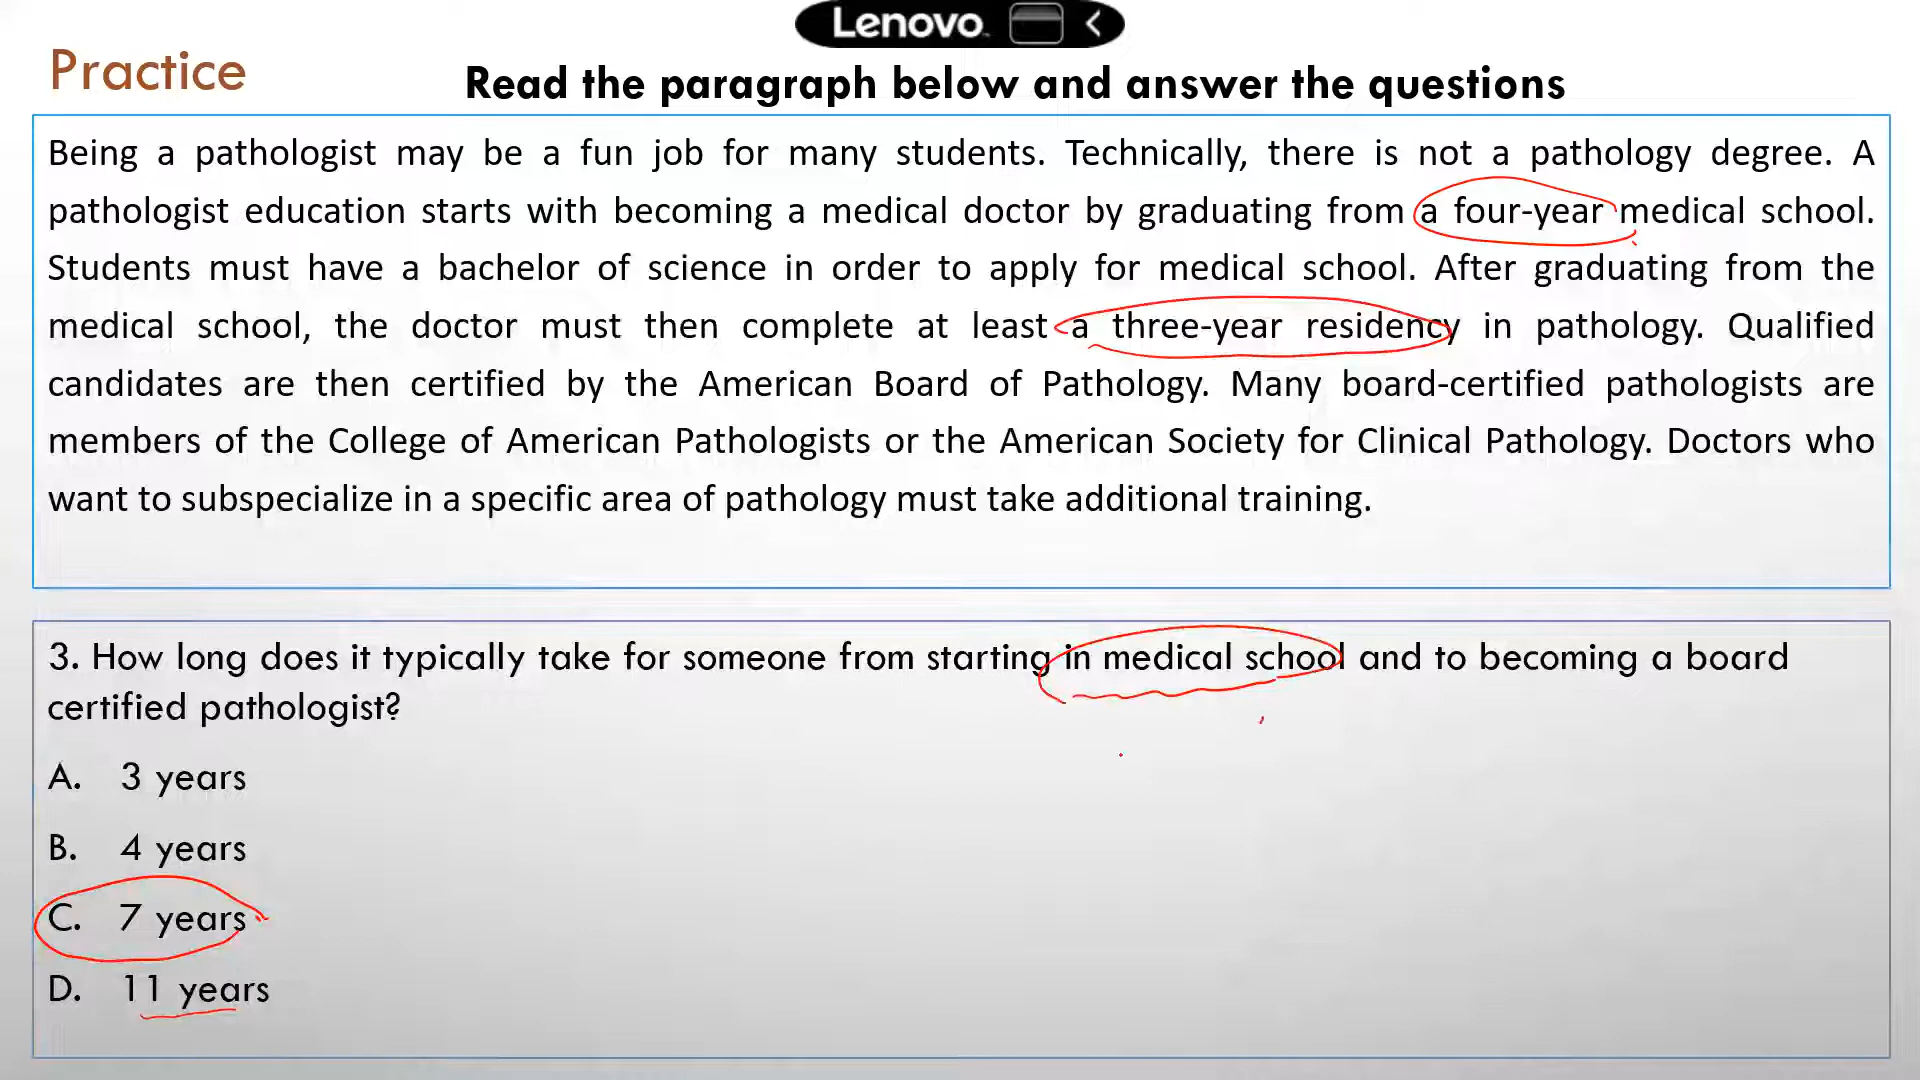 Lenovo
Practice
Read the paragraph below and answer the questions
Being a pathologist may be a fun job for many students. Technically, there is not a pathology degree. A
pathologist education starts with becoming a medical doctor by graduating from a four-year medical school.
Students must have a bachelor of science in order to apply for medical school. After graduating from the
medical school, the doctor must then complete at least a three-year residency in pathology. Qualified
candidates are then certified by the American Board of Pathology. Many board-certified pathologists are
members of the College of American Pathologists or the American Society for Clinical Pathology. Doctors who
want to subspecialize in a specific area of pathology must take additional training.
3. How long does it typically take for someone from starting in medical school and to becoming a board
certified pathologist?
A. 3 years
B. 4 years
C. 7 years
D. 11 years